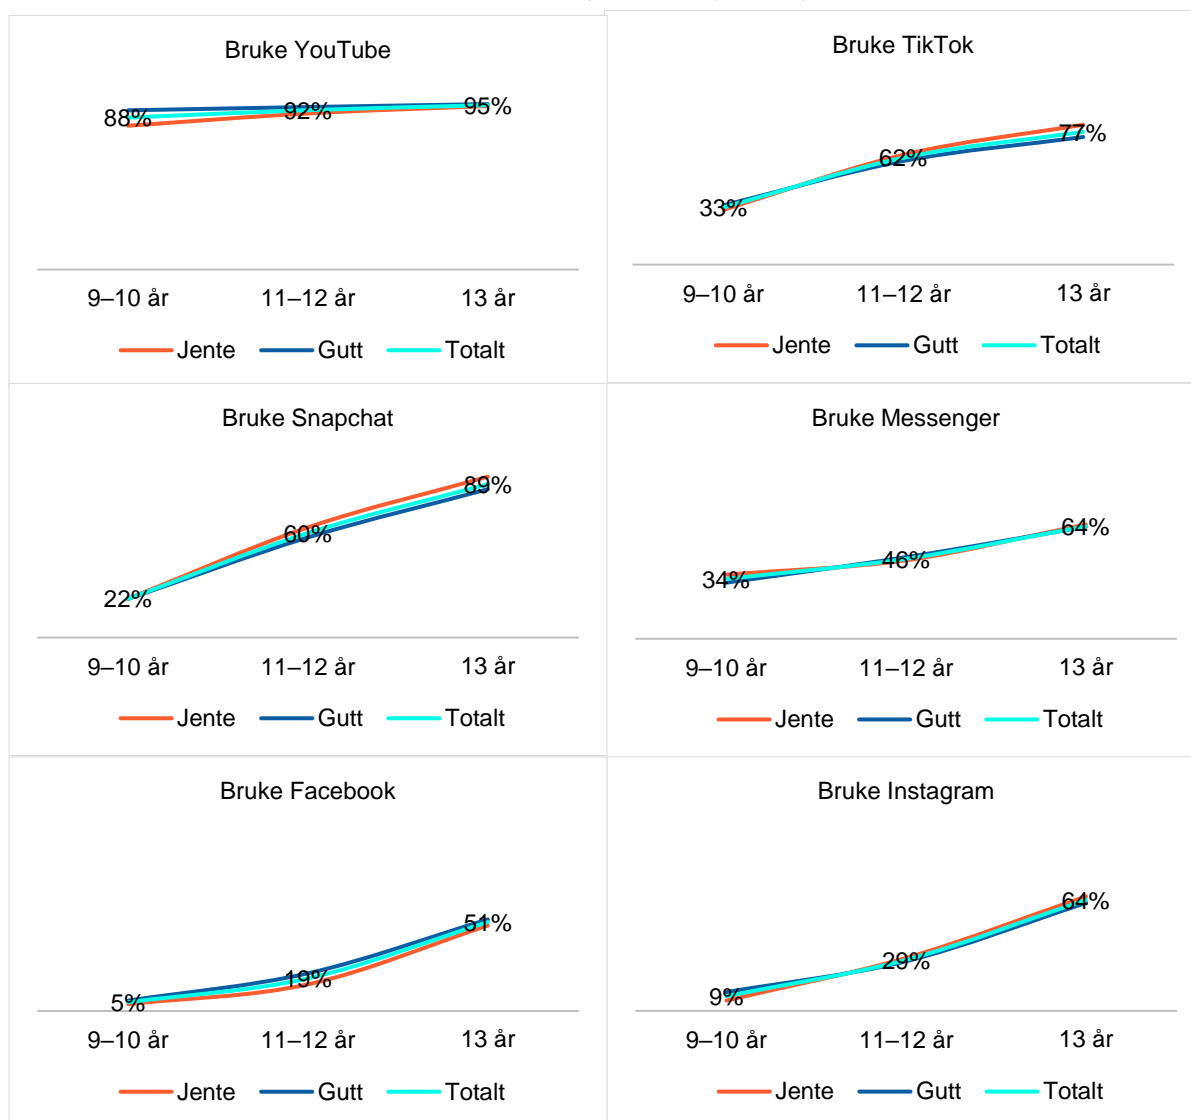 Bruke YouTube
88%
92%
95%
9–10 år 11–12 år 13 år
Jente Gutt Totalt
Bruke TikTok
33%
62%
77%
9–10 år 11–12 år 13 år
Jente Gutt Totalt
Bruke Snapchat
22%
60%
89%
9–10 år 11–12 år 13 år
Jente Gutt Totalt
Bruke Messenger
34%
46%
64%
9–10 år 11–12 år 13 år
Jente Gutt Totalt
Bruke Facebook
5%
19%
51%
9–10 år 11–12 år 13 år
Jente Gutt Totalt
Bruke Instagram
9%
29%
64%
9–10 år 11–12 år 13 år
Jente Gutt Totalt